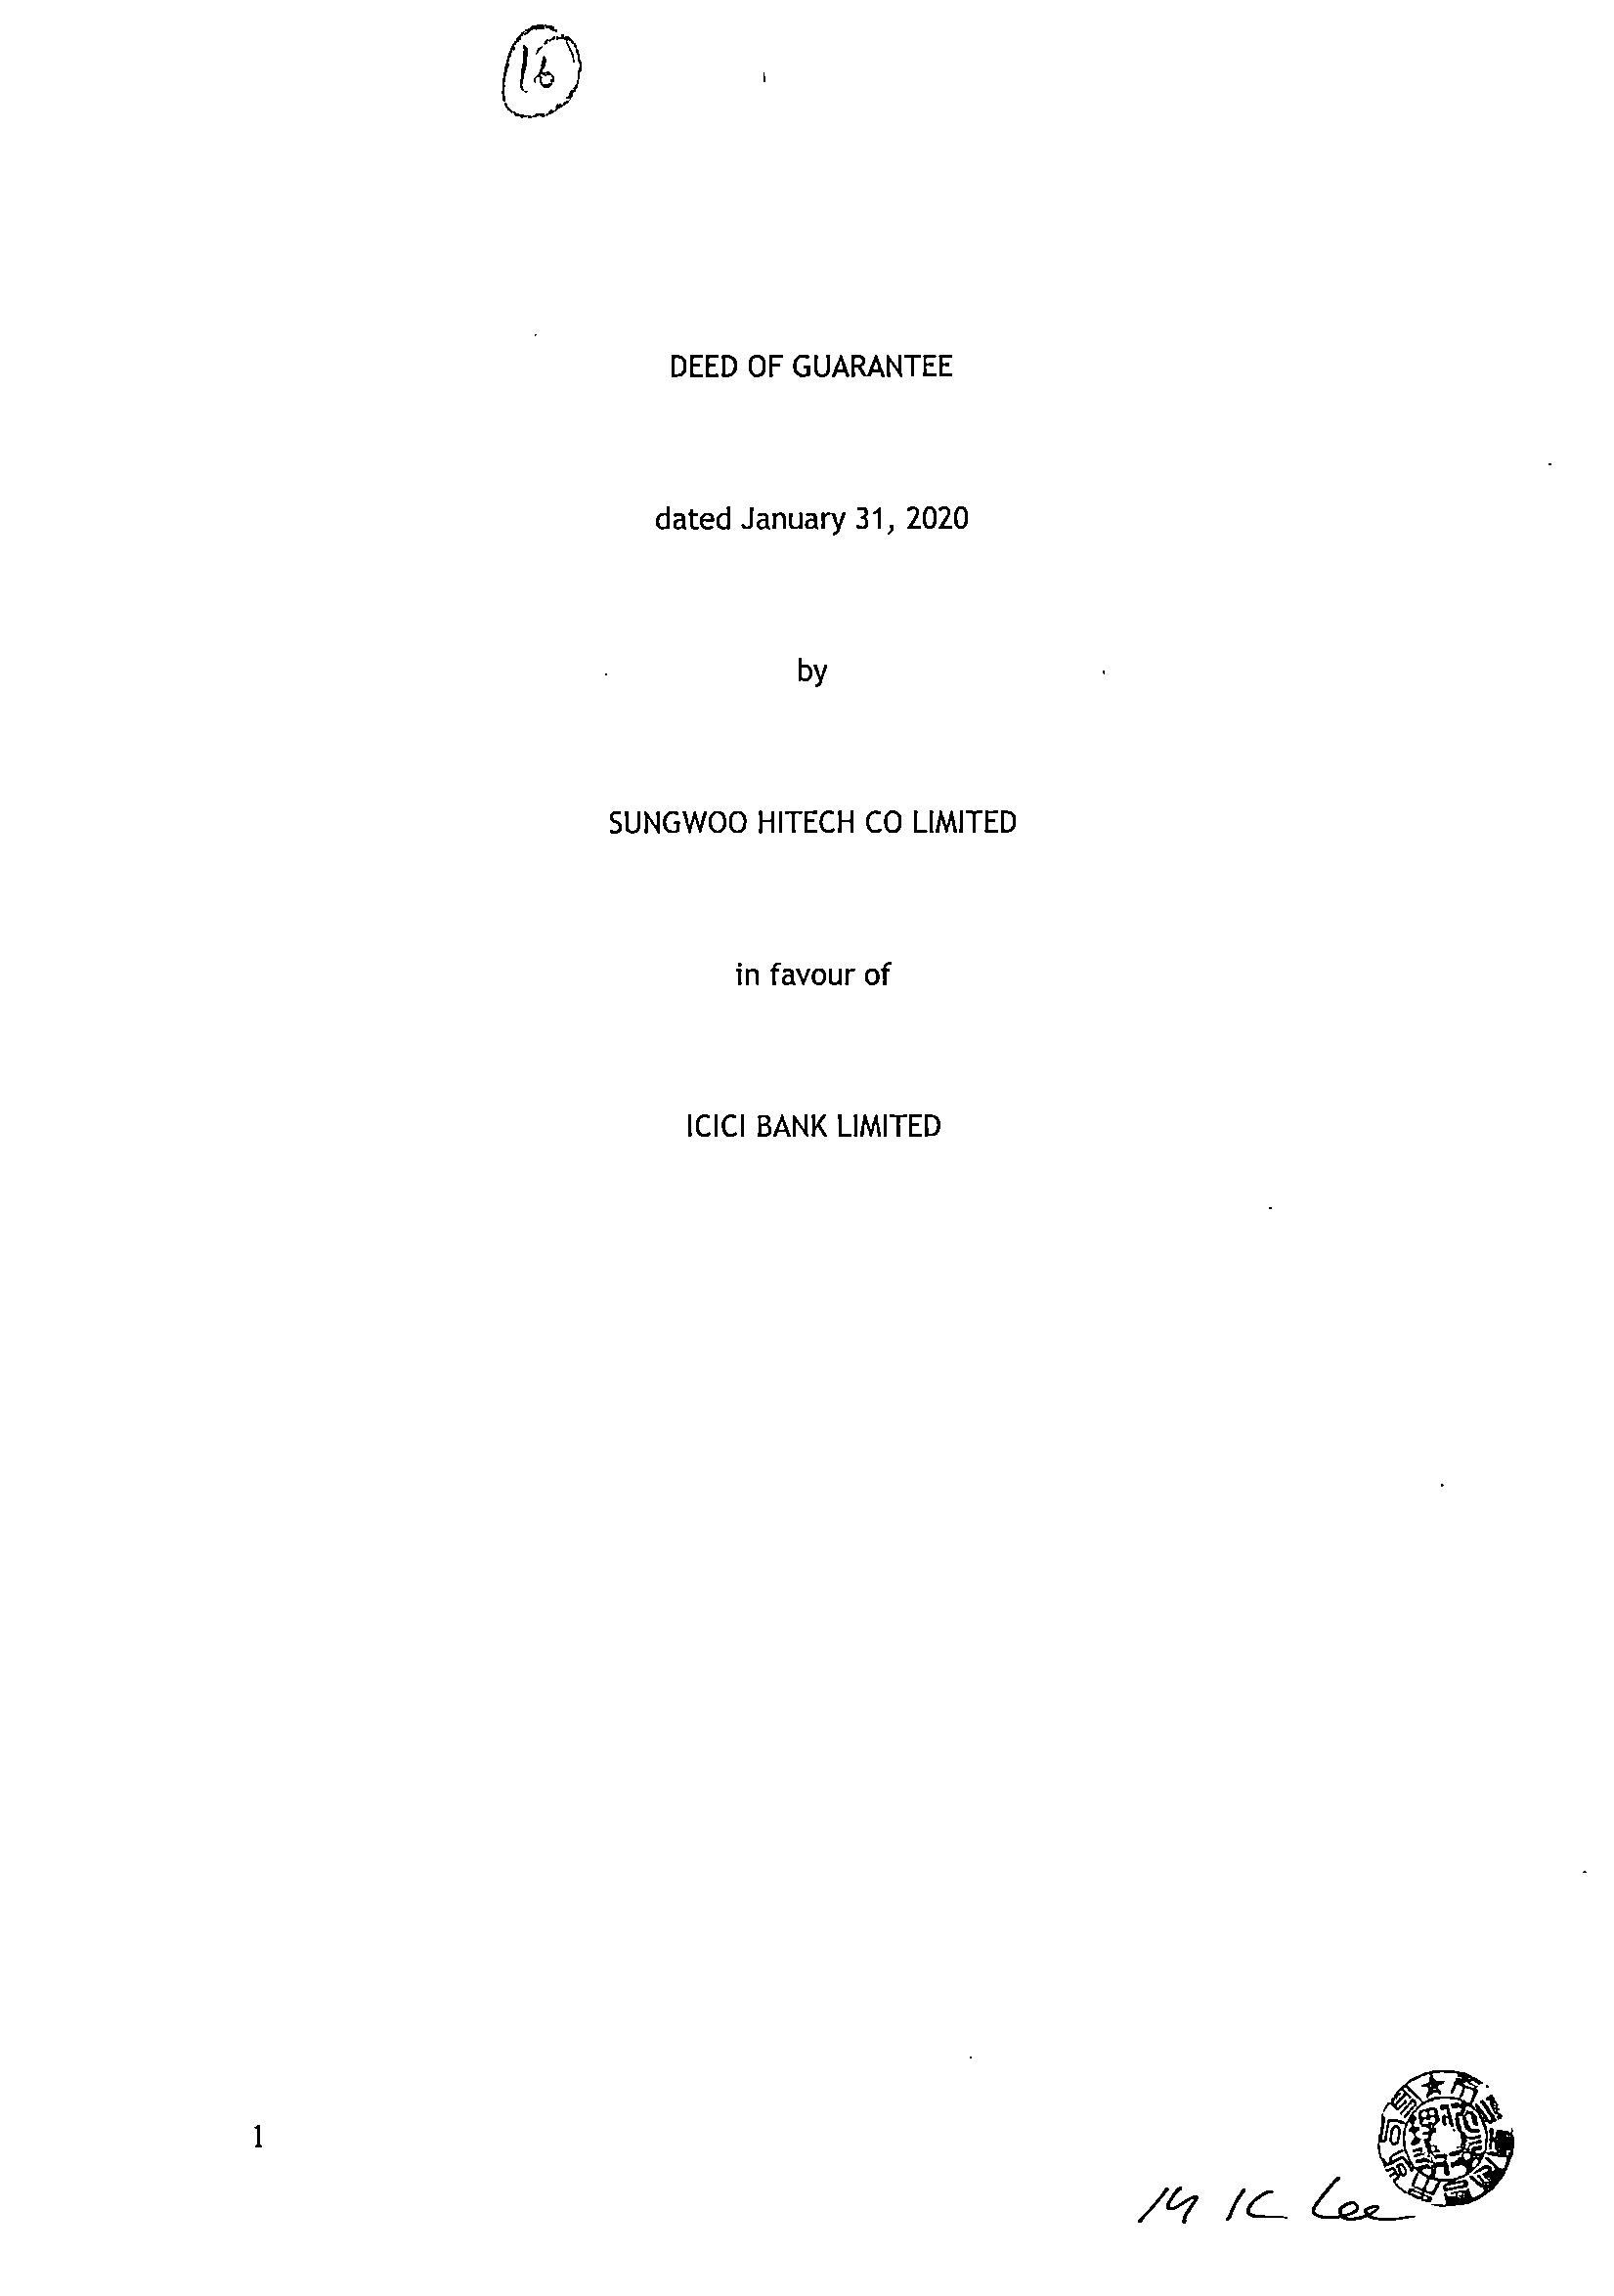 16
DEED OF GUARANTEE
dated January 31, 2020
by
SUNGWOO HITECH CO LIMITED
in favour of
ICICI BANK LIMITED
1
M K Lee